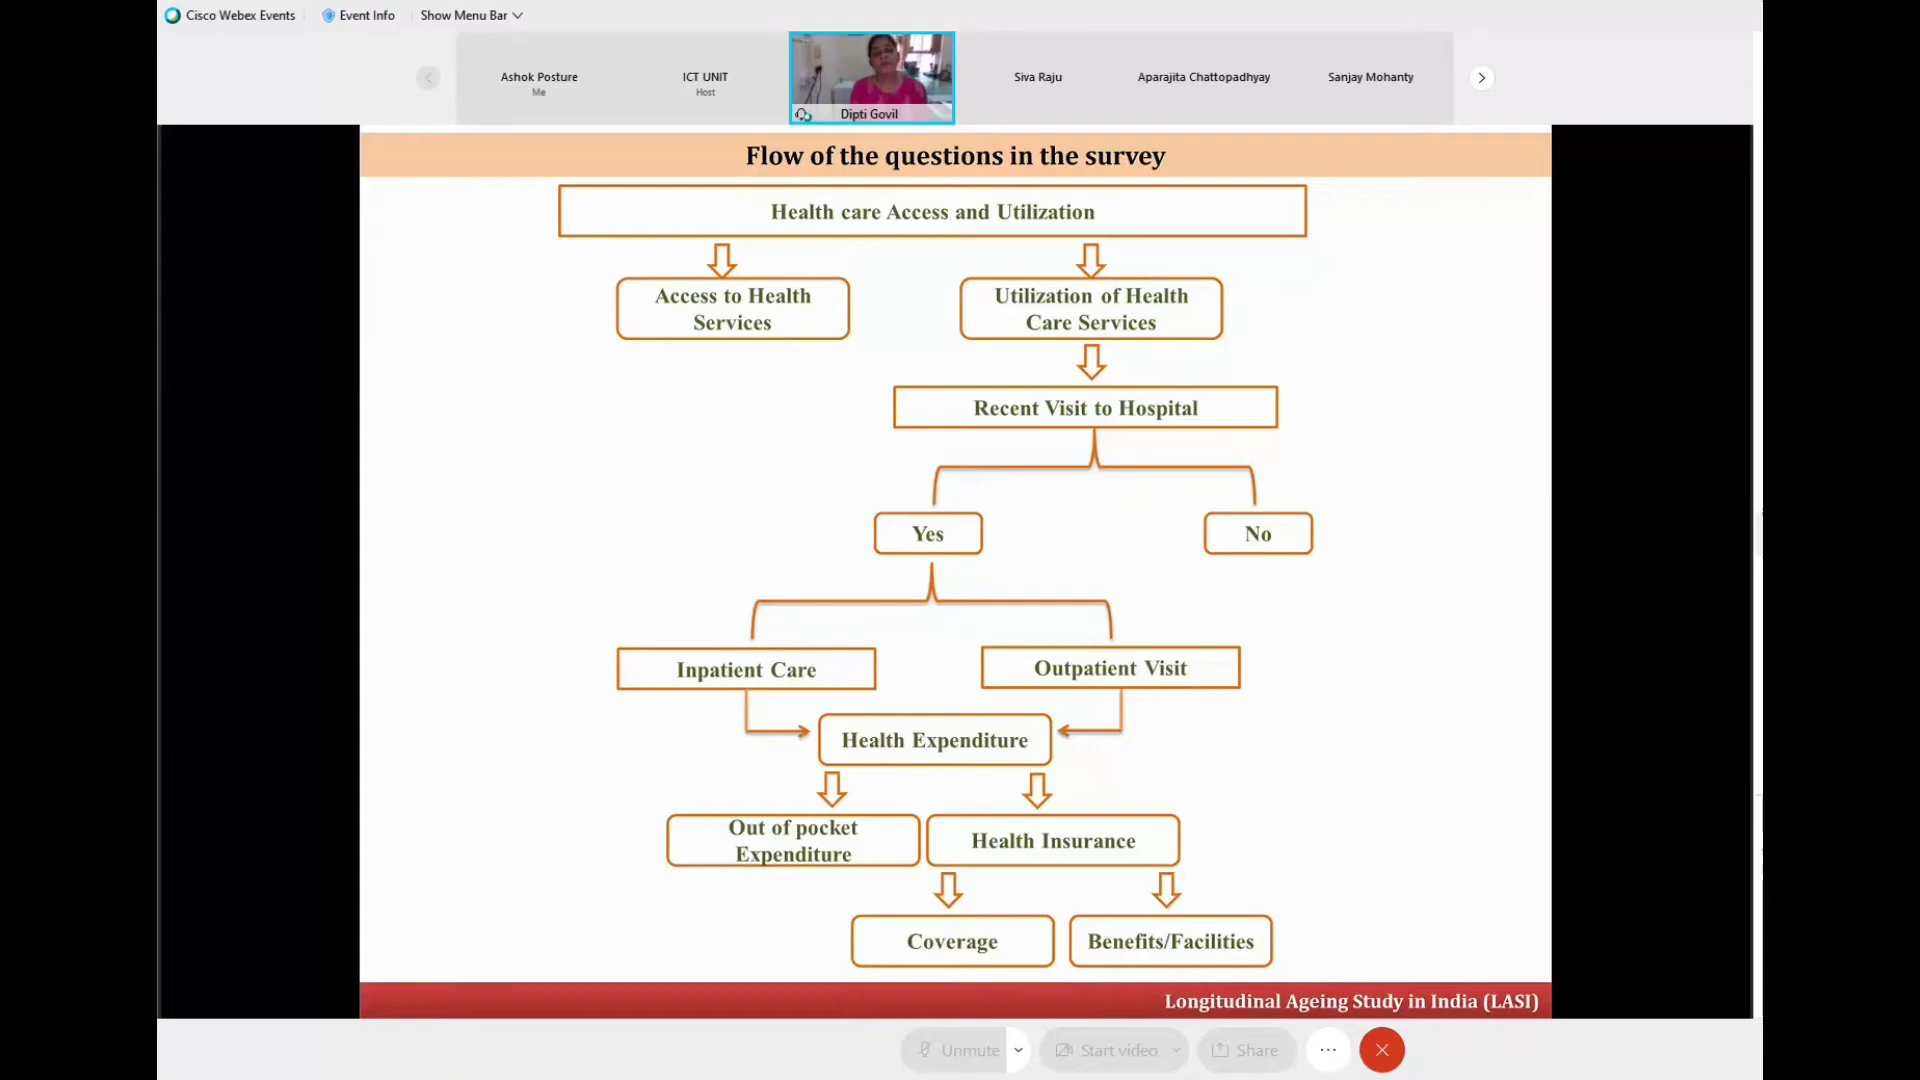 Cisco Webex Events Event Info Show Menu Bar
Ashok Posture
Me
ICT UNIT
Host
Dipti Govil
Siva Raju
Aparajita Chattopadhyay
Sanjay Mohanty
Flow of the questions in the survey
Health care Access and Utilization
Access to Health
Services
Utilization of Health
Care Services
Recent Visit to Hospital
Yes
No
Inpatient Care
Outpatient Visit
Health Expenditure
Out of pocket
Expenditure
Health Insurance
Coverage
Benefits/Facilities
Longitudinal Ageing Study in India (LASI)
Unmute
Start video
Share